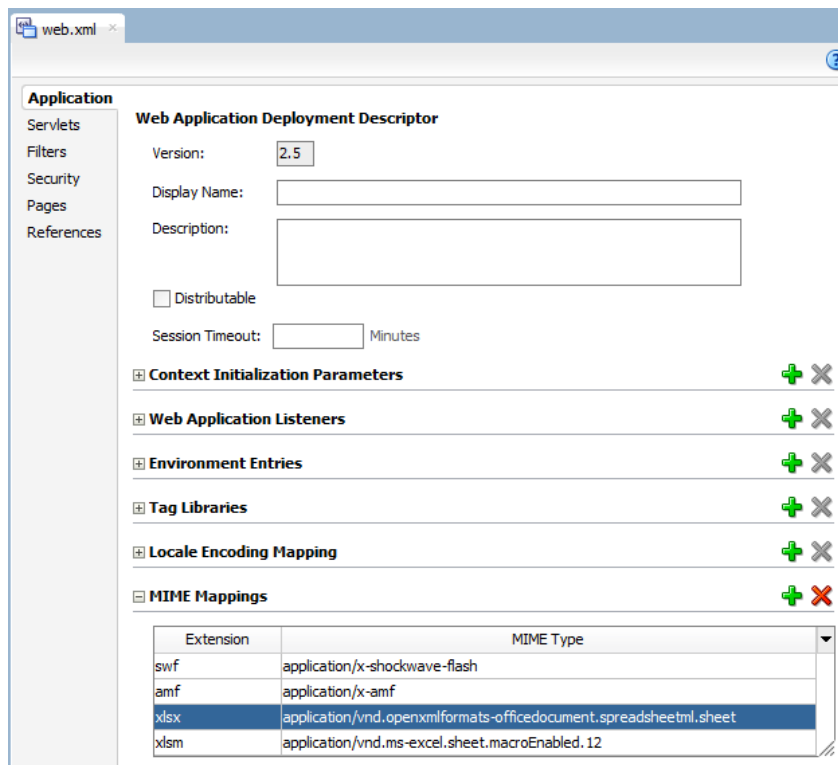 web.xml
Application
Servlets
Filters
Security
Pages
References
Web Application Deployment Descriptor
Version: 2.5
Display Name:
Description:
Distributable
Session Timeout: Minutes
Context Initialization Parameters
Web Application Listeners
Environment Entries
Tag Libraries
Locale Encoding Mapping
MIME Mappings
Extension MIME Type
swf application/x-shockwave-flash
amf application/x-amf
xlsx application/vnd.openxmlformats-officedocument.spreadsheetml.sheet
xlsm application/vnd.ms-excel.sheet.macroEnabled.12